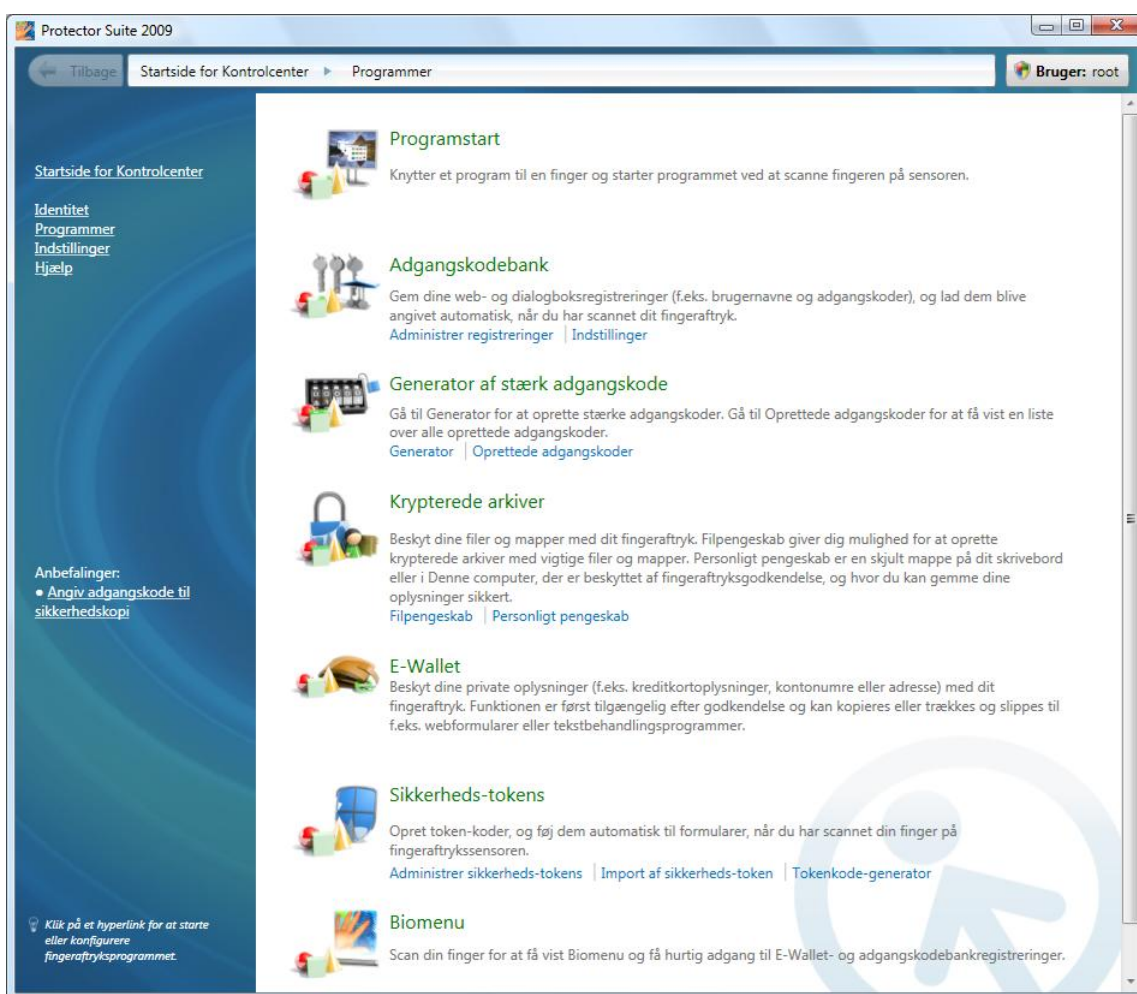 Protector Suite 2009
Tilbage
Startside for Kontrolcenter
Programmer
Bruger: root
Startside for Kontrolcenter
Identitet
Programmer
Indstillinger
Hjælp
Anbefalinger:
● Angiv adgangskode til
sikkerhedskopi
Klik på et hyperlink for at starte
eller konfigurere
fingeraftryksprogrammet.
Programstart
Knytter et program til en finger og starter programmet ved at scanne fingeren på sensoren.
Adgangskodebank
Gem dine web- og dialogboksregistreringer (f.eks. brugernavne og adgangskoder), og lad dem blive
angivet automatisk, når du har scannet dit fingeraftryk.
Administrer registreringer | Indstillinger
Generator af stærk adgangskode
Gå til Generator for at oprette stærke adgangskoder. Gå til Oprettede adgangskoder for at få vist en liste
over alle oprettede adgangskoder.
Generator | Oprettede adgangskoder
Krypterede arkiver
Beskyt dine filer og mapper med dit fingeraftryk. Filpengeskab giver dig mulighed for at oprette
krypterede arkiver med vigtige filer og mapper. Personligt pengeskab er en skjult mappe på dit skrivebord
eller i Denne computer, der er beskyttet af fingeraftryksgodkendelse, og hvor du kan gemme dine
oplysninger sikkert.
Filpengeskab | Personligt pengeskab
E-Wallet
Beskyt dine private oplysninger (f.eks. kreditkortoplysninger, kontonumre eller adresse) med dit
fingeraftryk. Funktionen er først tilgængelig efter godkendelse og kan kopieres eller trækkes og slippes til
f.eks. webformularer eller tekstbehandlingsprogrammer.
Sikkerheds-tokens
Opret token-koder, og føj dem automatisk til formularer, når du har scannet din finger på
fingeraftrykssensoren.
Administrer sikkerheds-tokens | Import af sikkerheds-token | Tokenkode-generator
Biomenu
Scan din finger for at få vist Biomenu og få hurtig adgang til E-Wallet- og adgangskodebankregistreringer.